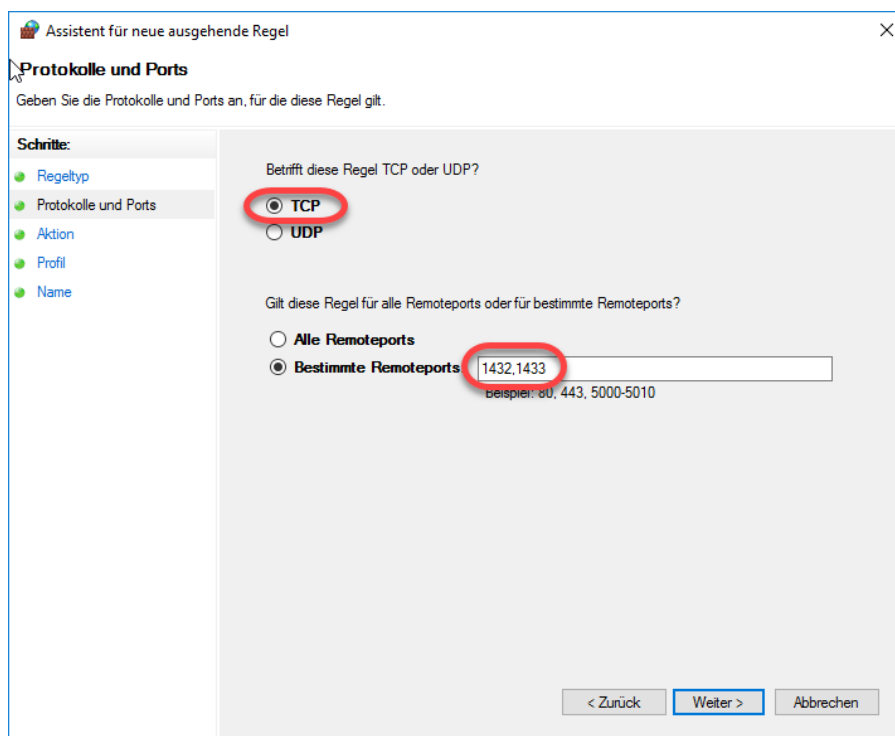 Assistent für neue ausgehende Regel
Protokolle und Ports
Geben Sie die Protokolle und Ports an, für die diese Regel gilt.
Schritte:
Regeltyp
Protokolle und Ports
Aktion
Profil
Name
Betrifft diese Regel TCP oder UDP?
TCP
UDP
Gilt diese Regel für alle Remoteports oder für bestimmte Remoteports?
Alle Remoteports
Bestimmte Remoteports 1432,1433
Beispiel: 80, 443, 5000-5010
< Zurück Weiter > Abbrechen